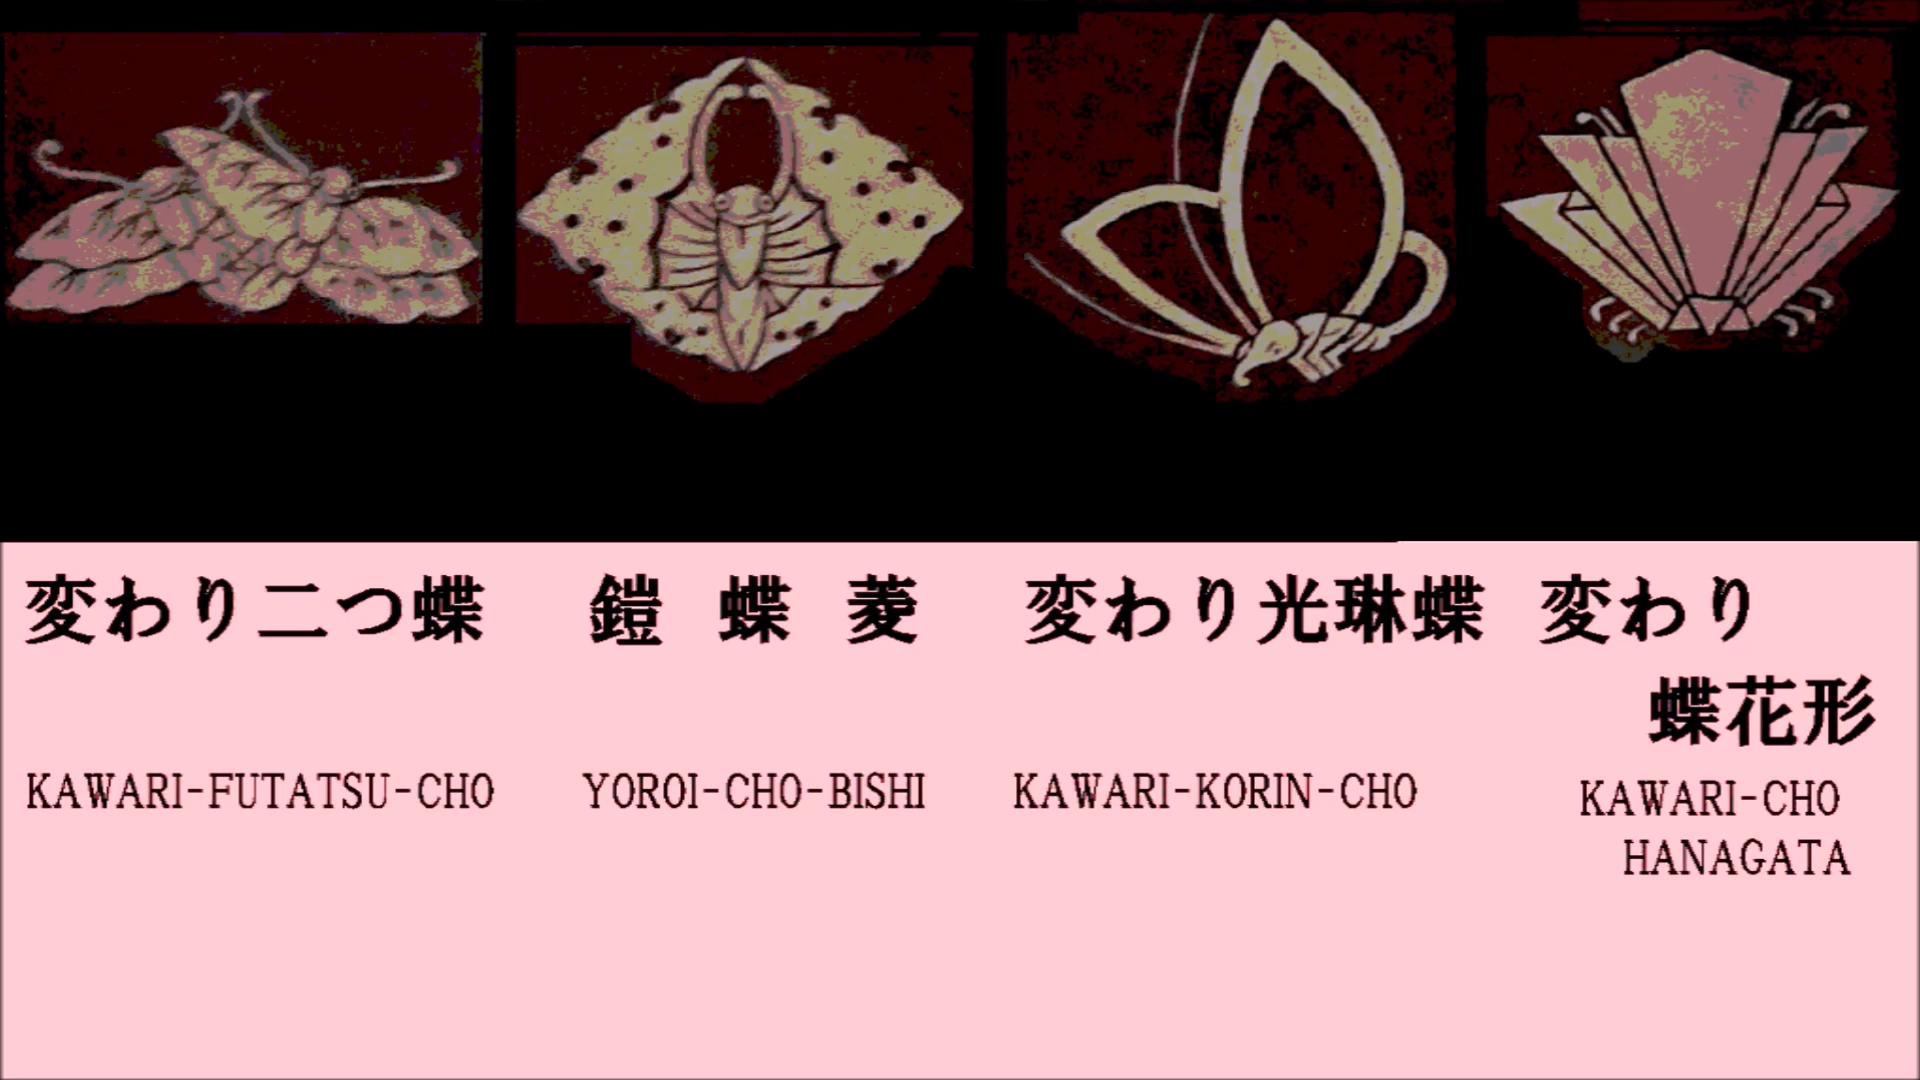 変わり二つ蝶
鎧 蝶 菱
変わり光琳蝶
変わり
蝶花形
KAWARI-FUTATSU-CHO
YOROI-CHO-BISHI
KAWARI-KORIN-CHO
KAWARI-CHO
HANAGATA